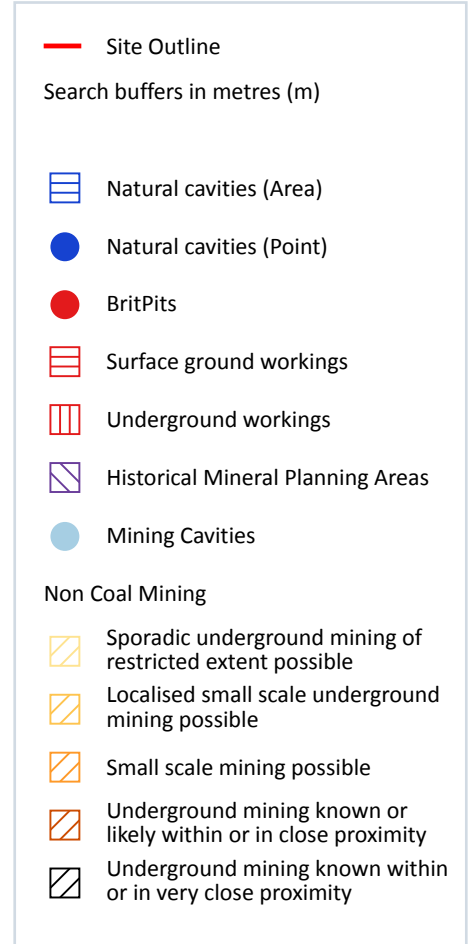 Site Outline
Search buffers in metres (m)
Natural cavities (Area)
Natural cavities (Point)
BritPits
Surface ground workings
Underground workings
Historical Mineral Planning Areas
Mining Cavities
Non Coal Mining
Sporadic underground mining of
restricted extent possible
Localised small scale underground
mining possible
Small scale mining possible
Underground mining known or
likely within or in close proximity
Underground mining known within
or in very close proximity